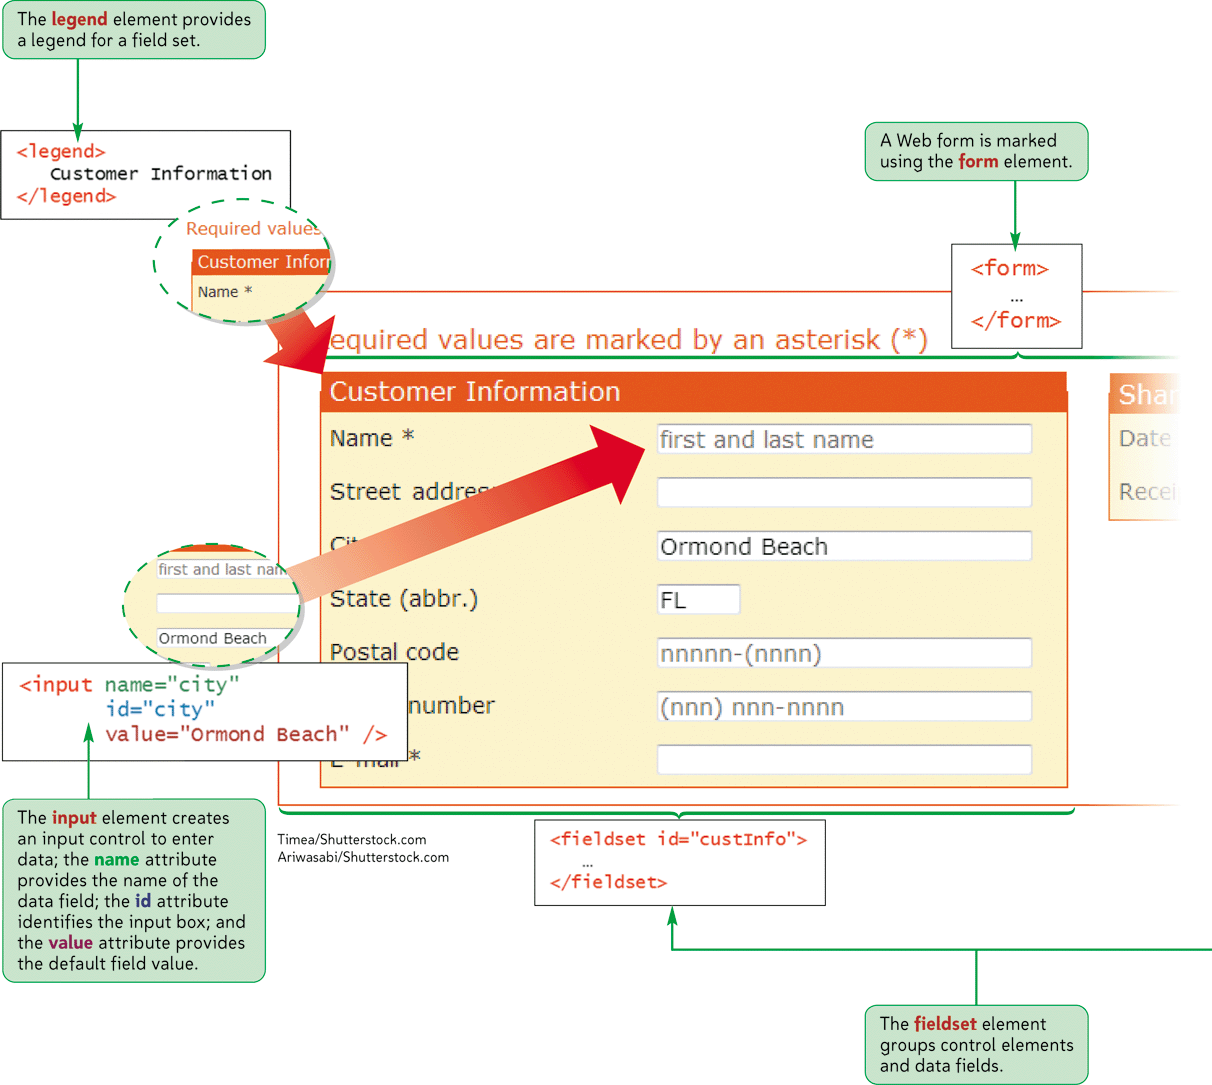 The legend element provides
a legend for a field set.
<legend>
Customer Information
</legend>
A Web form is marked
using the form element.
<form>
...
</form>
Required values
Customer Infor
Name *
equired values are marked by an asterisk (*)
Customer Information
Name *
first and last name
Street addres
Ormond Beach
State (abbr.)
FL
Postal code
nnnnn-(nnnn)
number
(nnn) nnn-nnnn
E-mail *
Shar
Date
Recei
first and last nam
Ormond Beach
<input name="city"
id="city"
value="Ormond Beach" />
The input element creates
an input control to enter
data; the name attribute
provides the name of the
data field; the id attribute
identifies the input box; and
the value attribute provides
the default field value.
Timea/Shutterstock.com
Ariwasabi/Shutterstock.com
<fieldset id="custInfo">
...
</fieldset>
The fieldset element
groups control elements
and data fields.